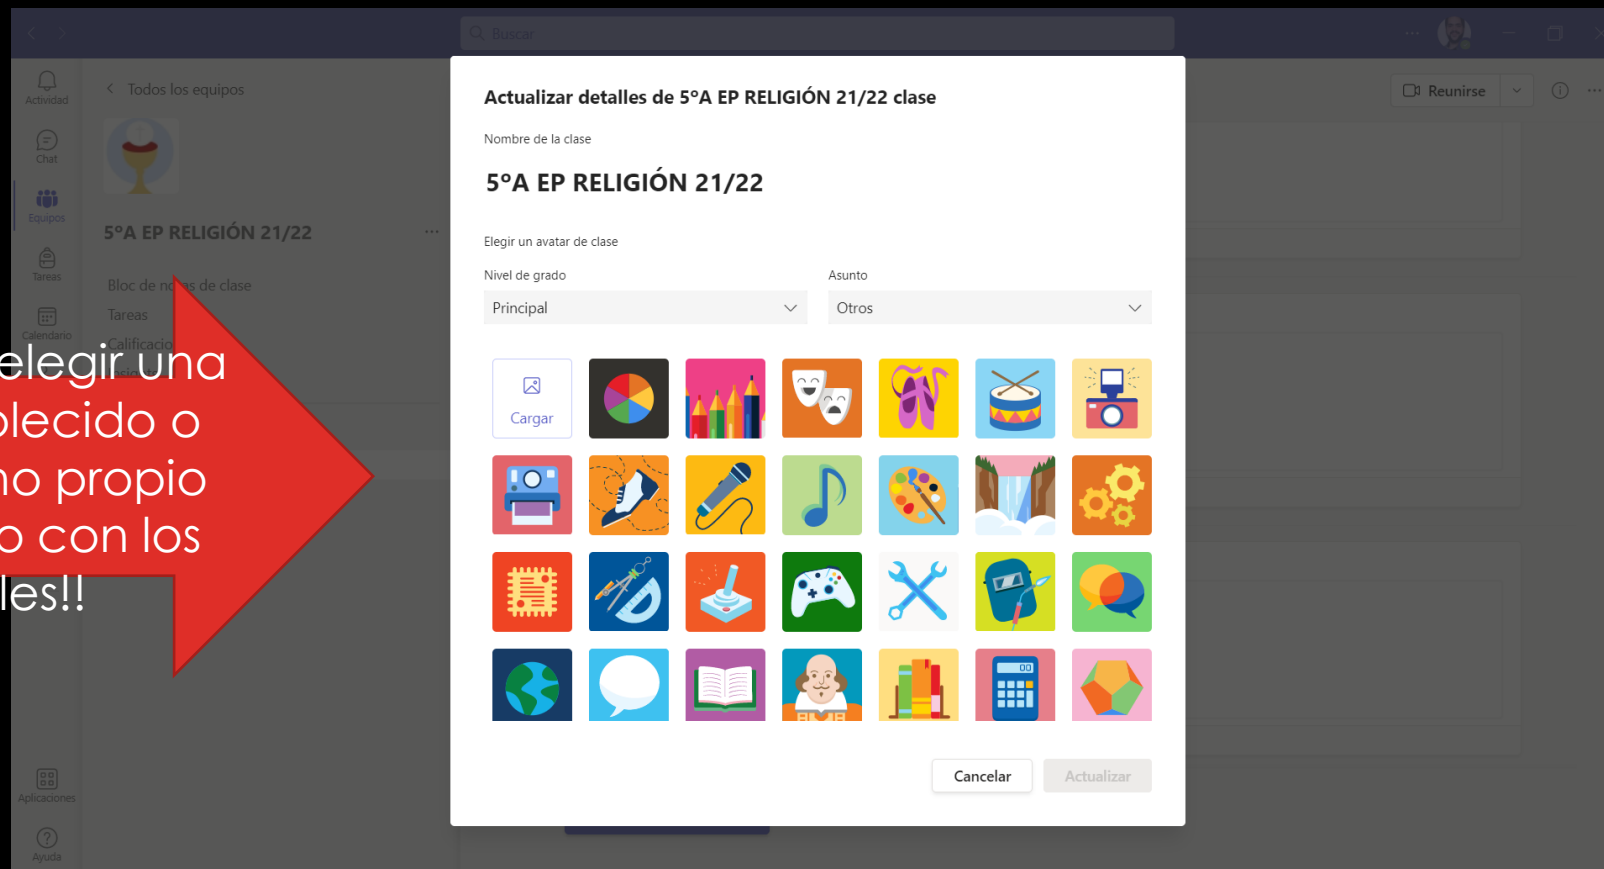 Buscar
Actividad
Todos los equipos
Reunirse
Chat
Equipos
5ºA EP RELIGIÓN 21/22
Tareas
Bloc de notas de clase
Tareas
Calendario
elegir una
blecido o
no propio
o con los
les!!
Aplicaciones
Ayuda
Actualizar detalles de 5ºA EP RELIGIÓN 21/22 clase
Nombre de la clase
5ºA EP RELIGIÓN 21/22
Elegir un avatar de clase
Nivel de grado
Asunto
Principal
Otros
Cargar
Cancelar
Actualizar